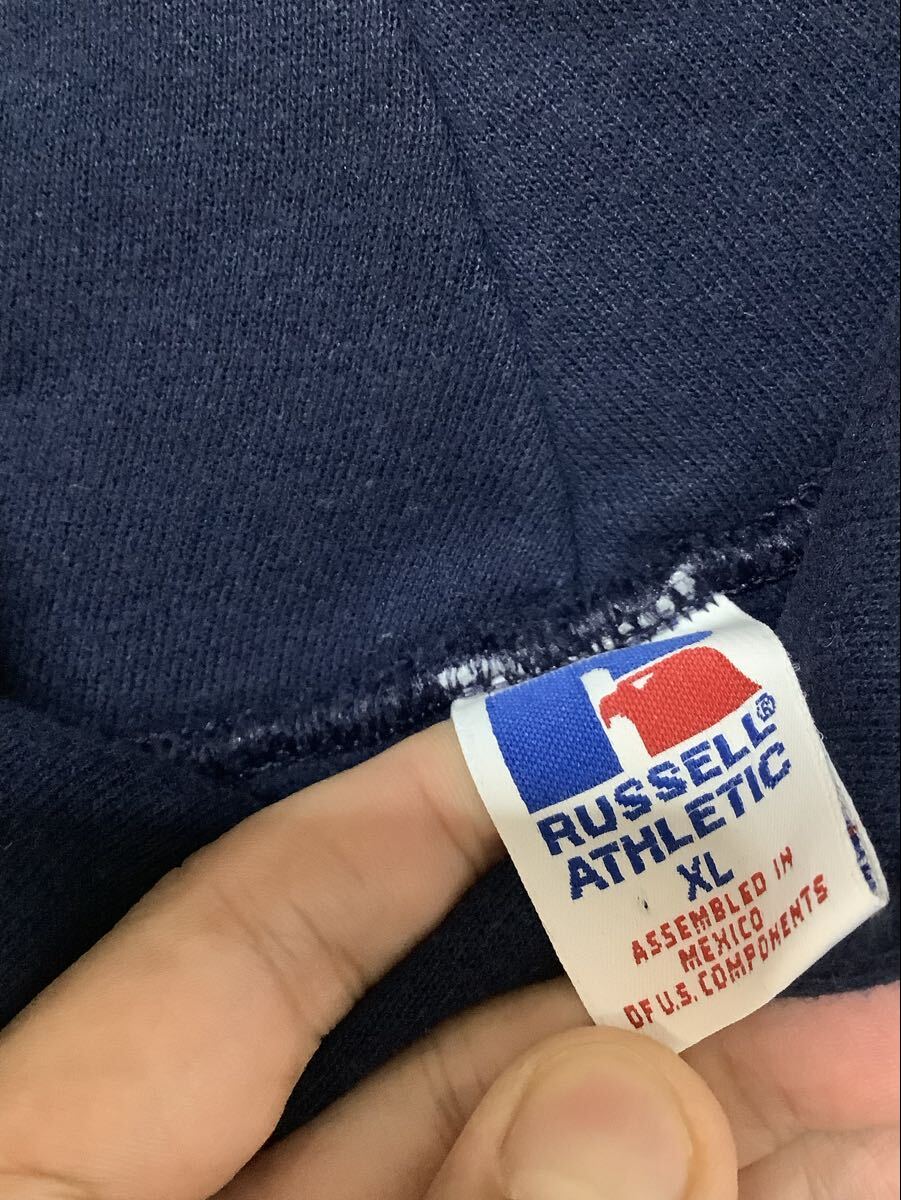 RUSSELL®
ATHLETIC
XL
ASSEMBLED IN
MEXICO
OF U.S. COMPONENTS